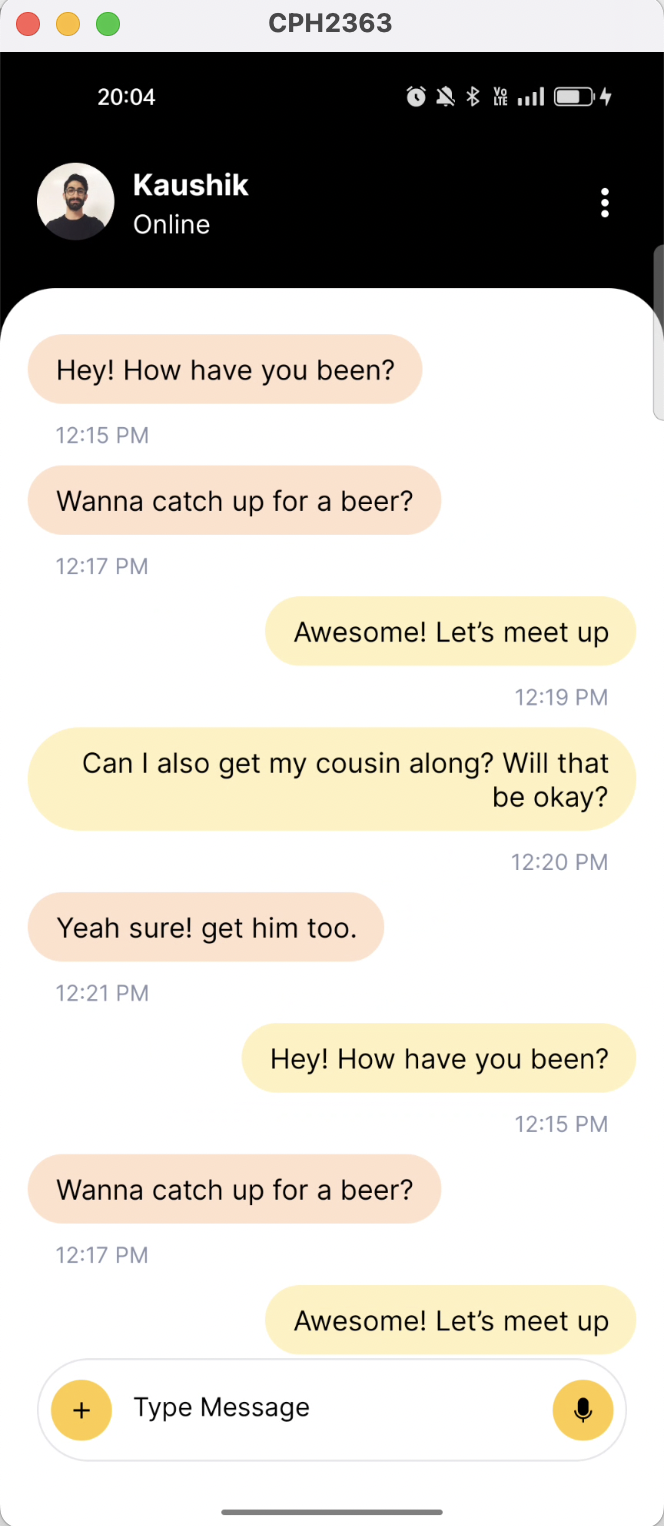 CPH2363
20:04
Vo
LTE
Kaushik
Online
Hey! How have you been?
12:15 PM
Wanna catch up for a beer?
12:17 PM
Awesome! Let’s meet up
12:19 PM
Can I also get my cousin along? Will that
be okay?
12:20 PM
Yeah sure! get him too.
12:21 PM
Hey! How have you been?
12:15 PM
Wanna catch up for a beer?
12:17 PM
Awesome! Let’s meet up
Type Message